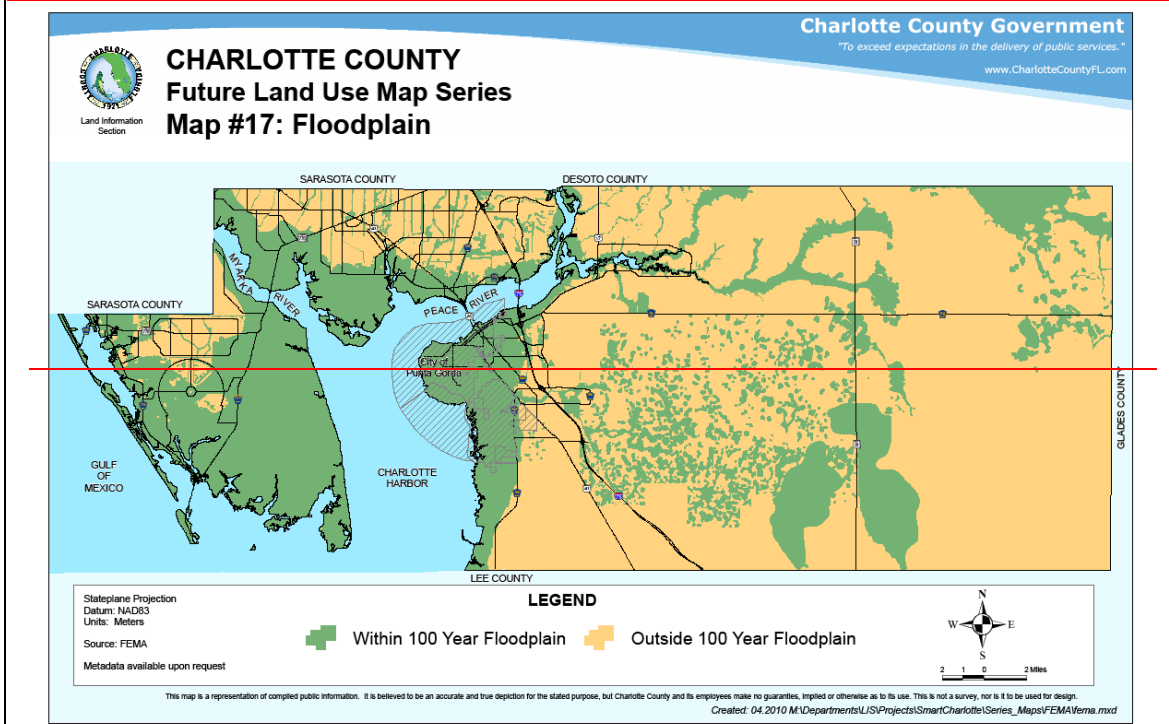 Charlotte County Government
"To exceed expectations in the delivery of public services."
www.CharlotteCountyFL.com
CHARLOTTE COUNTY
Future Land Use Map Series
Map #17: Floodplain
CHARLOTTE COUNTY
FLORIDA
1921
Land Information
Section
SARASOTA COUNTY
DESOTO COUNTY
MYAKKA
RIVER
SARASOTA COUNTY
PEACE RIVER
City of
Punta Gorda
GLADES COUNTY
GULF
OF
MEXICO
CHARLOTTE
HARBOR
LEE COUNTY
Stateplane Projection
Datum: NAD83
Units: Meters
Source: FEMA
Metadata available upon request
LEGEND
Within 100 Year Floodplain
Outside 100 Year Floodplain
N
W
E
S
2 1 0 2 Miles
This map is a representation of compiled public information. It is believed to be an accurate and true depiction for the stated purpose, but Charlotte County and its employees make no guaranties, implied or otherwise as to its use. This is not a survey, nor is it to be used for design.
Created: 04.2010 M:\Departments\LIS\Projects\SmartCharlotte\Series_Maps\FEMA\fema.mxd